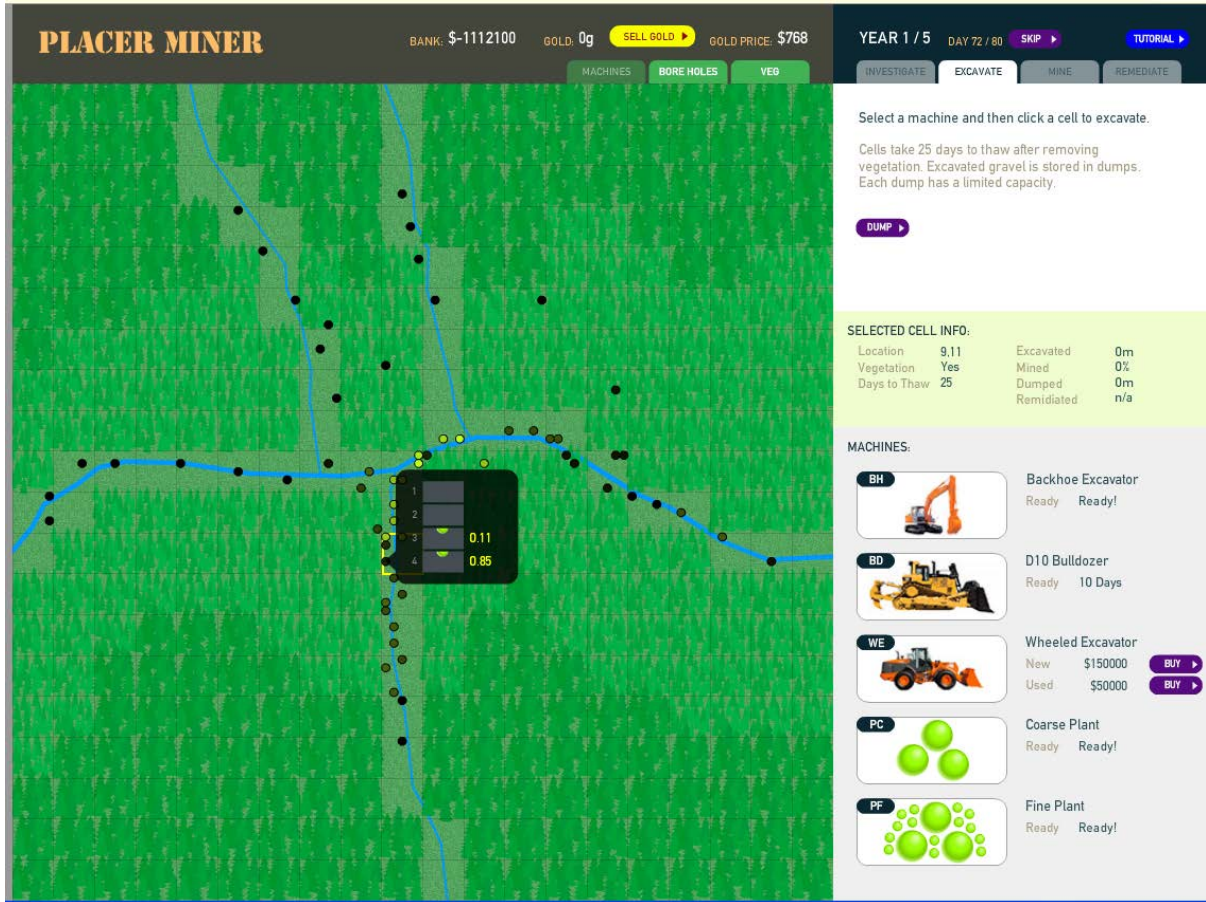 PLACER MINER
BANK: $-1112100 GOLD: 0g SELL GOLD GOLD PRICE: $768
MACHINES BORE HOLES VEG
YEAR 1 / 5 DAY 72 / 80 SKIP TUTORIAL
INVESTIGATE EXCAVATE MINE REMEDIATE
Select a machine and then click a cell to excavate.
Cells take 25 days to thaw after removing
vegetation. Excavated gravel is stored in dumps.
Each dump has a limited capacity.
DUMP
SELECTED CELL INFO:
Location 9,11 Excavated 0m
Vegetation Yes Mined 0%
Days to Thaw 25 Dumped 0m
Remidiated n/a
1
2
3 0.11
4 0.85
MACHINES:
BH Backhoe Excavator
Ready Ready!
BD D10 Bulldozer
Ready 10 Days
WE Wheeled Excavator
New $150000 BUY
Used $50000 BUY
PC Coarse Plant
Ready Ready!
PF Fine Plant
Ready Ready!